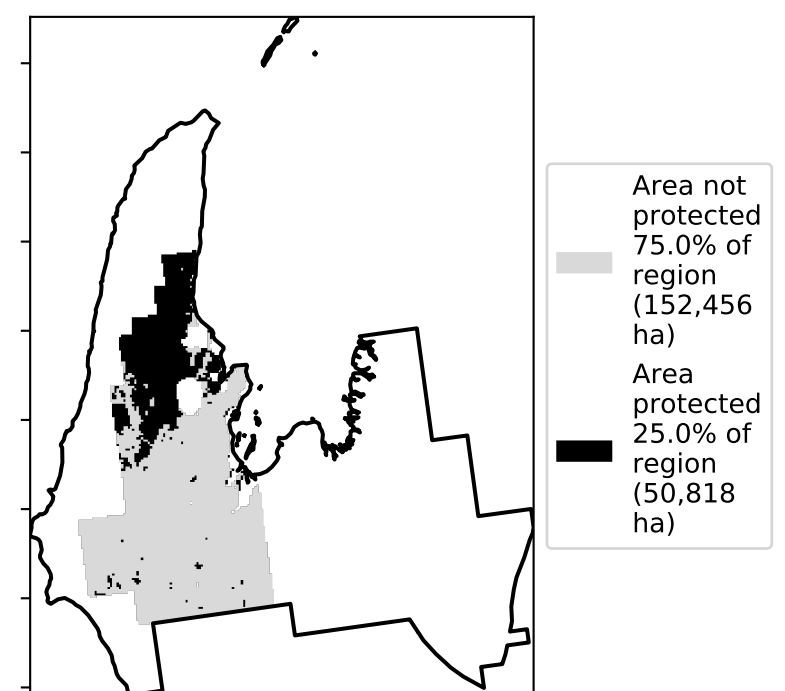 Area not
protected
75.0% of
region
(152,456
ha)
Area
protected
25.0% of
region
(50,818
ha)